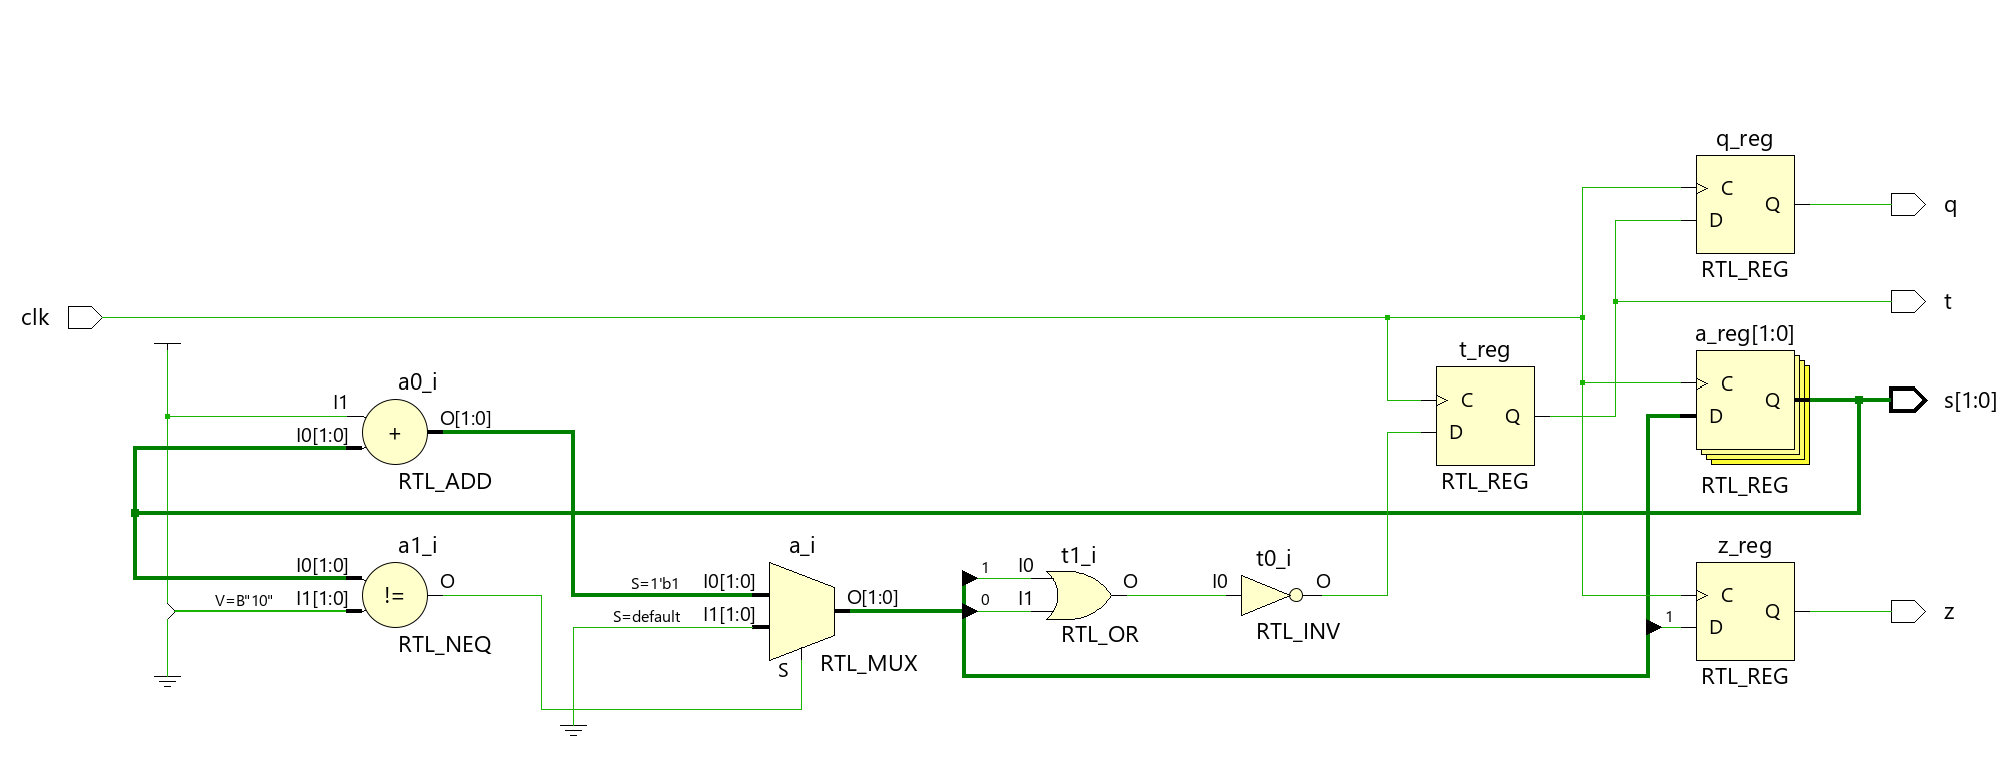 q_reg
C
D
Q
q
RTL_REG
t
clk
a_reg[1:0]
t_reg
C
D
Q
RTL_REG
C
D
Q
s[1:0]
RTL_REG
a0_i
I1
I0[1:0]
+
O[1:0]
RTL_ADD
a1_i
I0[1:0]
V=B"10"
I1[1:0]
!=
O
RTL_NEQ
a_i
S=1'b1
I0[1:0]
S=default
I1[1:0]
O[1:0]
S
RTL_MUX
t1_i
1
I0
0
I1
O
RTL_OR
t0_i
I0
O
RTL_INV
z_reg
C
1
D
Q
z
RTL_REG